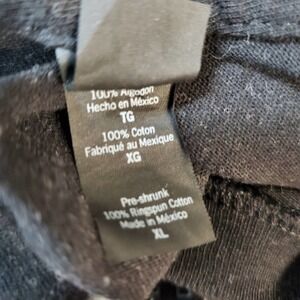 100% Algodón
Hecho en México
TG
100% Coton
Fabriqué au Mexique
XG
Pre-shrunk
100% Ringspun Cotton
Made in México
XL